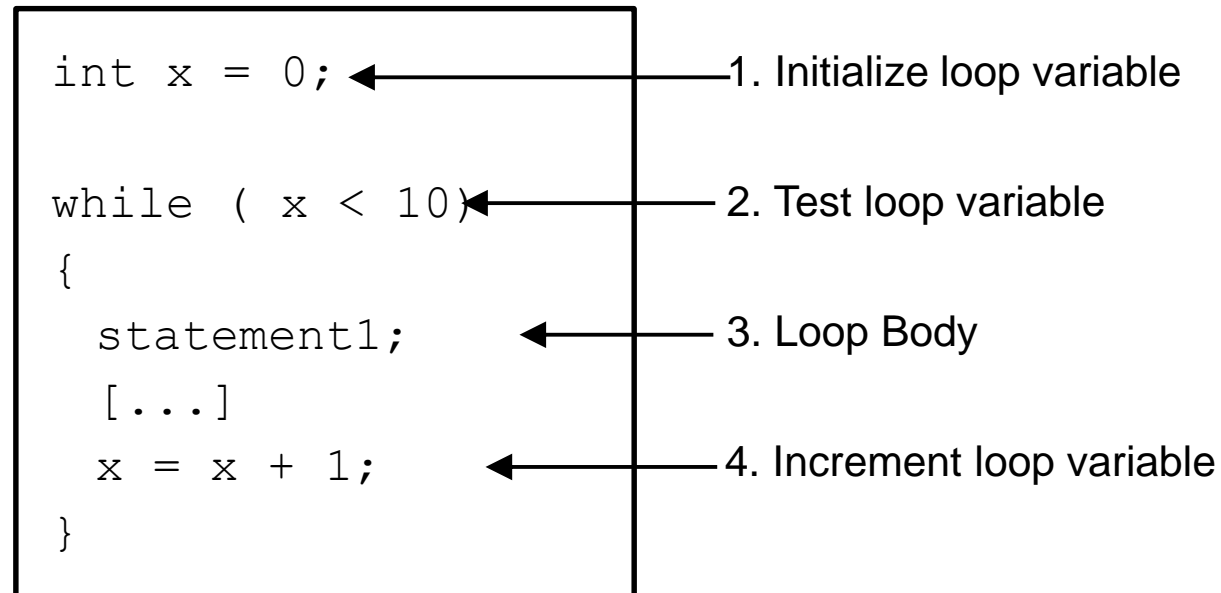 int x = 0;
1. Initialize loop variable
while ( x < 10)
2. Test loop variable
{
statement1;
3. Loop Body
[...]
x = x + 1;
4. Increment loop variable
}